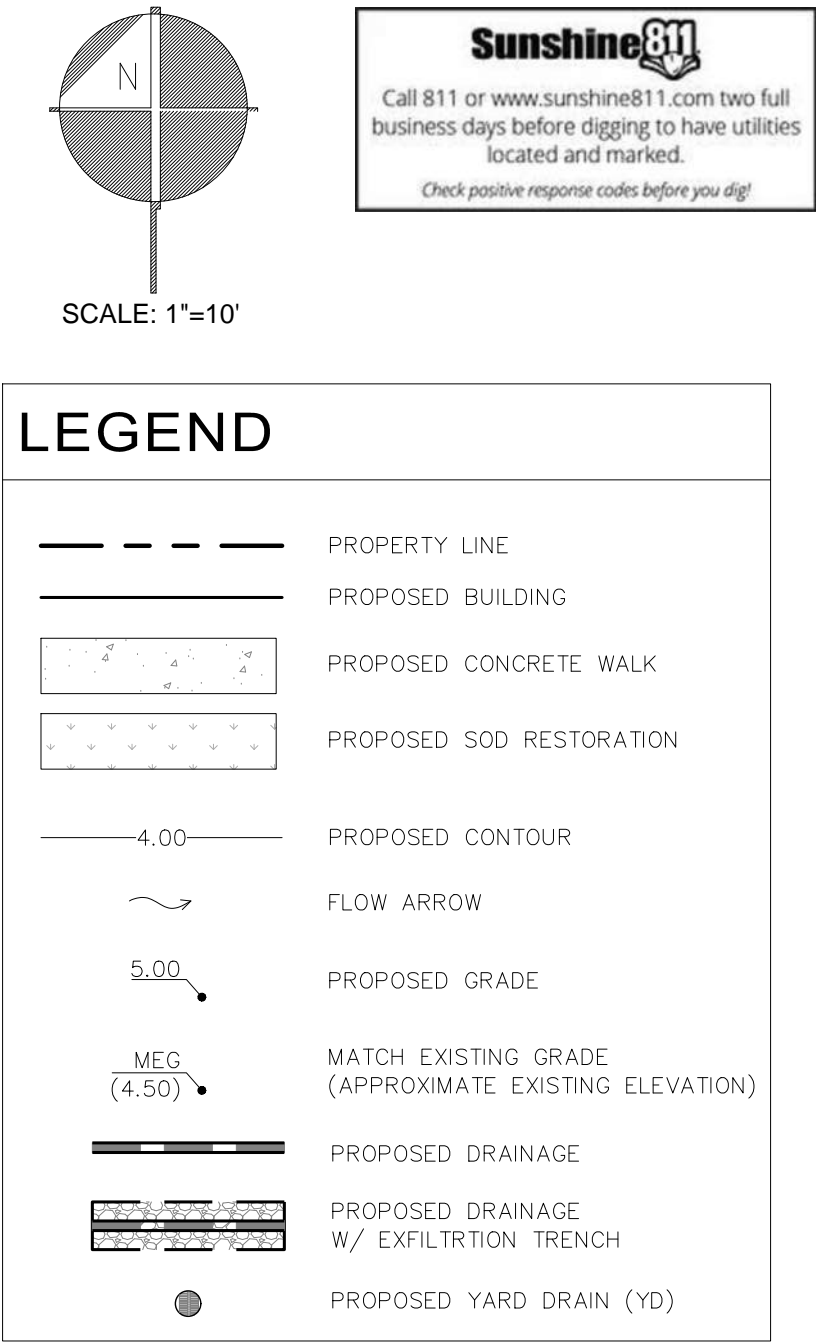 N
SCALE: 1"=10'
Sunshine811
Call 811 or www.sunshine811.com two full
business days before digging to have utilities
located and marked.
Check positive response codes before you dig!
LEGEND
PROPERTY LINE
PROPOSED BUILDING
PROPOSED CONCRETE WALK
PROPOSED SOD RESTORATION
4.00 PROPOSED CONTOUR
FLOW ARROW
5.00
PROPOSED GRADE
MEG
(4.50)
MATCH EXISTING GRADE
(APPROXIMATE EXISTING ELEVATION)
PROPOSED DRAINAGE
PROPOSED DRAINAGE
W/ EXFILTRTION TRENCH
PROPOSED YARD DRAIN (YD)